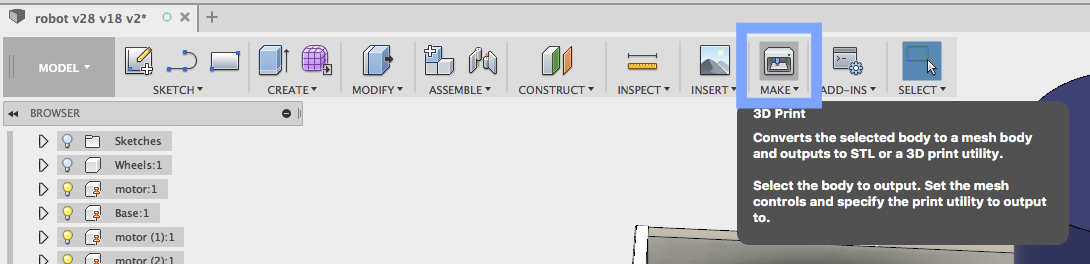 robot v28 v18 v2*
MODEL
SKETCH
CREATE
MODIFY
ASSEMBLE
CONSTRUCT
INSPECT
INSERT
MAKE
ADD-INS
SELECT
BROWSER
Sketches
Wheels:1
motor:1
Base:1
motor (1):1
motor (2):1
3D Print
Converts the selected body to a mesh body
and outputs to STL or a 3D print utility.
Select the body to output. Set the mesh
controls and specify the print utility to output
to.